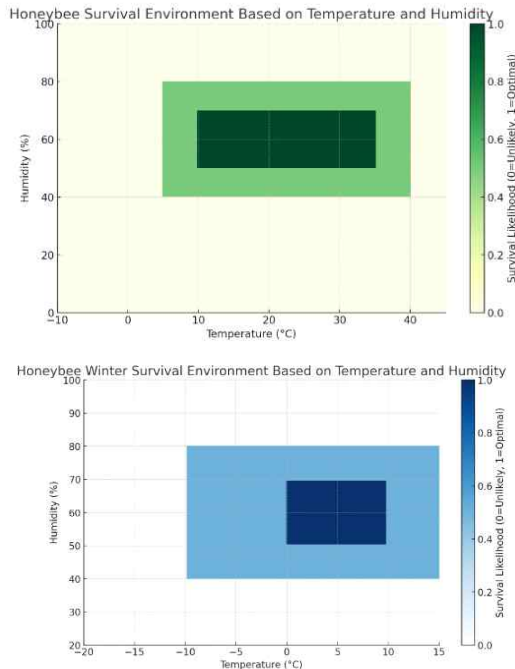 Honeybee Survival Environment Based on Temperature and Humidity
100
80
60
40
20
0
Humidity (%)
−10 0 10 20 30 40
Temperature (°C)
1.0
0.8
0.6
0.4
0.2
0.0
Survival Likelihood (0=Unlikely, 1=Optimal)
Honeybee Winter Survival Environment Based on Temperature and Humidity
100
90
80
70
60
50
40
30
20
Humidity (%)
−20 −15 −10 −5 0 5 10 15
Temperature (°C)
1.0
0.8
0.6
0.4
0.2
0.0
Survival Likelihood (0=Unlikely, 1=Optimal)